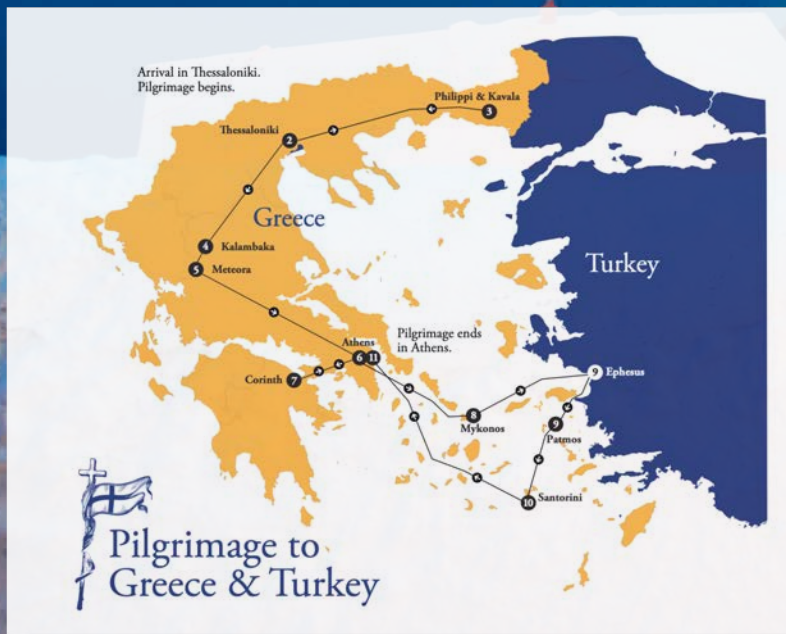 Arrival in Thessaloniki.
Pilgrimage begins.
Philippi & Kavala
3
Thessaloniki
2
Greece
4
Kalambaka
5
Meteora
Turkey
Pilgrimage ends
in Athens.
Athens
6
11
Corinth
7
9
Ephesus
8
Mykonos
9
Patmos
10
Santorini
Pilgrimage to
Greece & Turkey